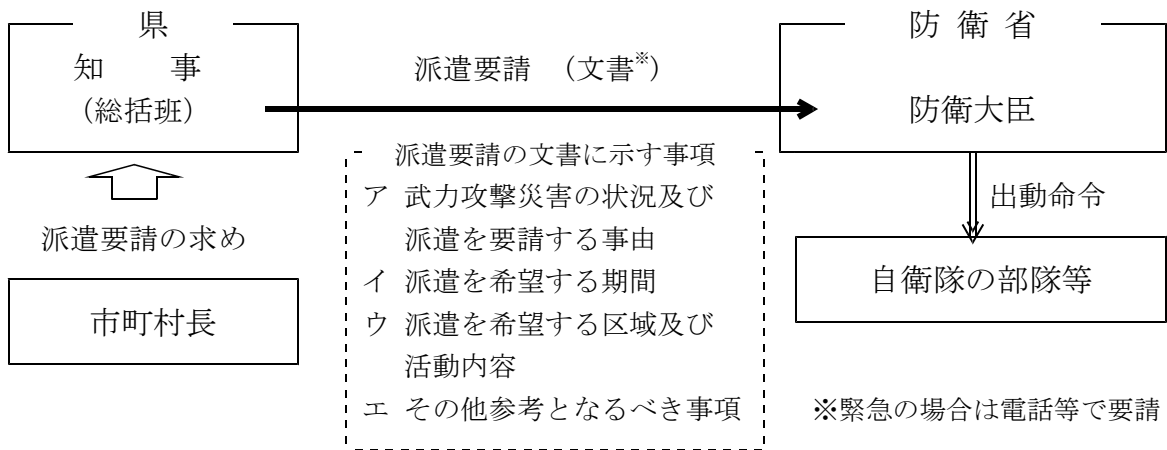 県
知　　事
(総括班)
派遣要請の求め
市町村長
派遣要請　（文書※）
派遣要請の文書に示す事項
ア 武力攻撃災害の状況及び
派遣を要請する事由
イ 派遣を希望する期間
ウ 派遣を希望する区域及び
活動内容
エ その他参考となるべき事項
防 衛 省
防衛大臣
出動命令
自衛隊の部隊等
※緊急の場合は電話等で要請